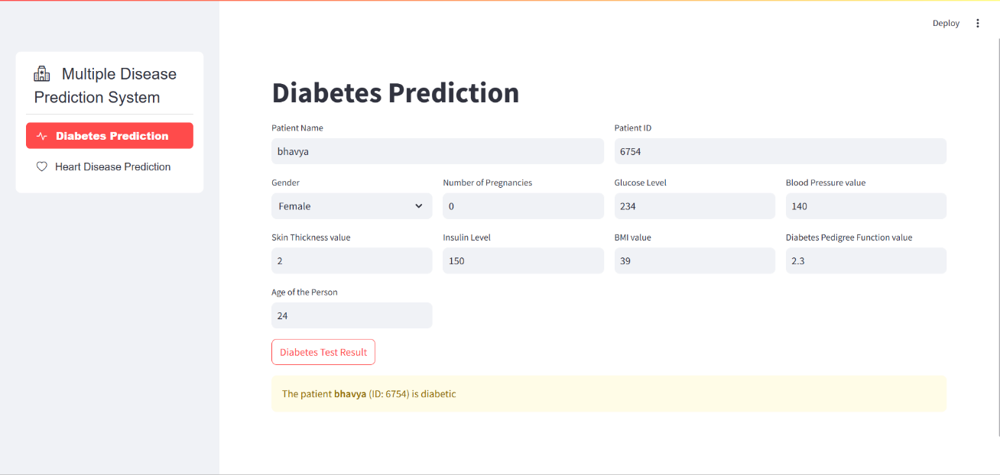 Deploy
Multiple Disease
Prediction System
Diabetes Prediction
Heart Disease Prediction
Diabetes Prediction
Patient Name
Patient ID
bhavya
6754
Gender
Number of Pregnancies
Glucose Level
Blood Pressure value
Female
0
234
140
Skin Thickness value
Insulin Level
BMI value
Diabetes Pedigree Function value
2
150
39
2.3
Age of the Person
24
Diabetes Test Result
The patient bhavya (ID: 6754) is diabetic